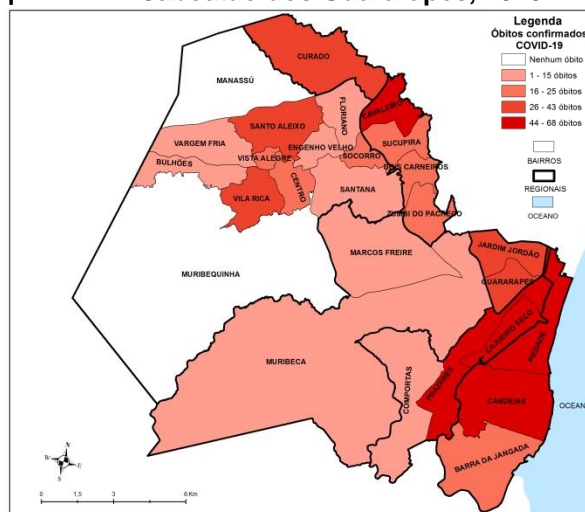 Legenda
Óbitos confirmados
COVID-19
Nenhum óbito
1 - 15 óbitos
16 - 25 óbitos
26 - 43 óbitos
44 - 68 óbitos
BAIRROS
REGIONAIS
OCEANO
CURADO
MANASSÚ
FLORIANO
CAVALEIRO
SANTO ALEIXO
VARGEM FRIA
ENGENHO VELHO
SUCUPIRA
VISTA ALEGRE
SOCORRO
BULHÕES
DOIS CARNEIROS
CENTRO
SANTANA
VILA RICA
ZUMBI DO PACHECO
JARDIM JORDÃO
MARCOS FREIRE
GUARARAPES
MURIBEQUINHA
CAJUEIRO SECO
PIEDADE
MURIBECA
COMPORTAS
PRAZERES
CANDEIAS
OCEAN
BARRA DA JANGADA
N
W E
S
0 1,5 3 6 Km